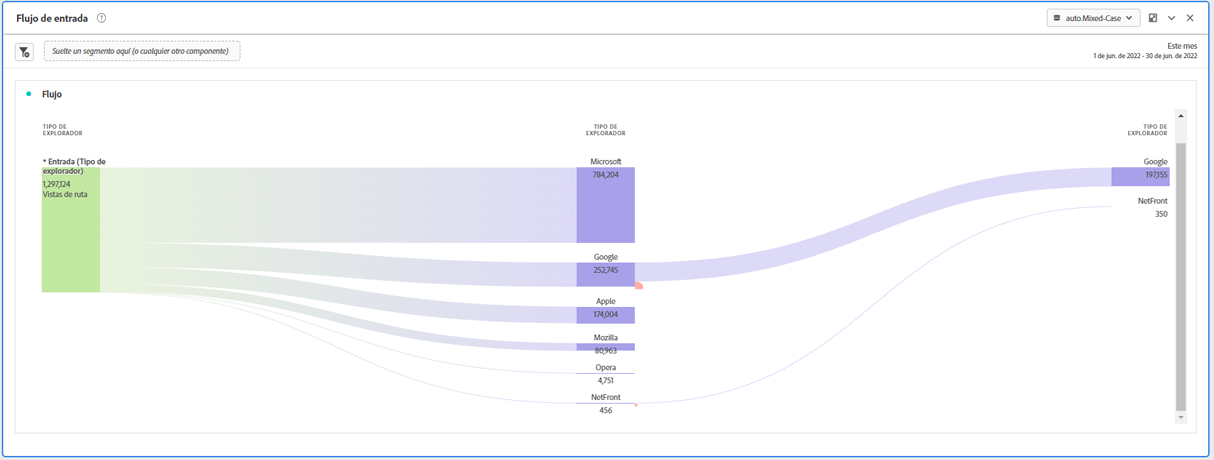 Flujo de entrada
auto.Mixed-Case
Suelte un segmento aquí (o cualquier otro componente)
Este mes
1 de jun. de 2022 - 30 de jun. de 2022
Flujo
TIPO DE
EXPLORADOR
TIPO DE
EXPLORADOR
TIPO DE
EXPLORADOR
* Entrada (Tipo de
explorador)
1,297,124
Vistas de ruta
Microsoft
784,204
Google
252,745
Apple
174,004
Mozilla
80,963
Opera
4,751
NetFront
456
Google
197,155
NetFront
350